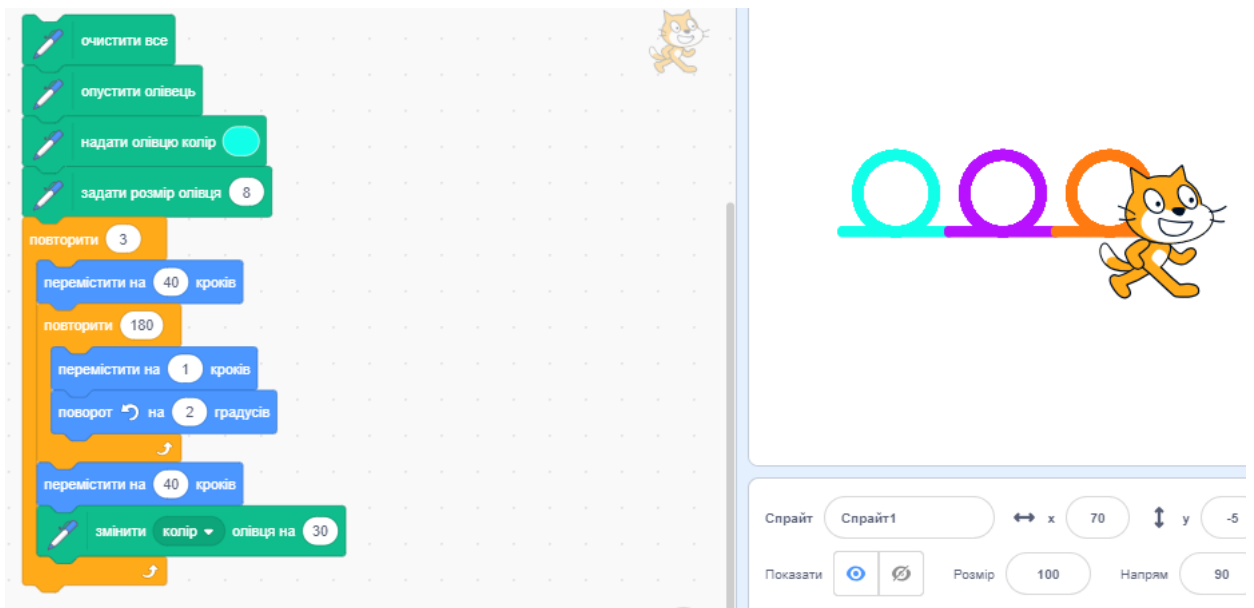 очистити все
опустити олівець
надати олівцю колір
задати розмір олівця 8
повторити 3
перемістити на 40 кроків
повторити 180
перемістити на 1 кроків
поворот на 2 градусів
перемістити на 40 кроків
змінити колір олівця на 30
Спрайт Спрайт1 x 70 y -5
Показати Розмір 100 Напрям 90